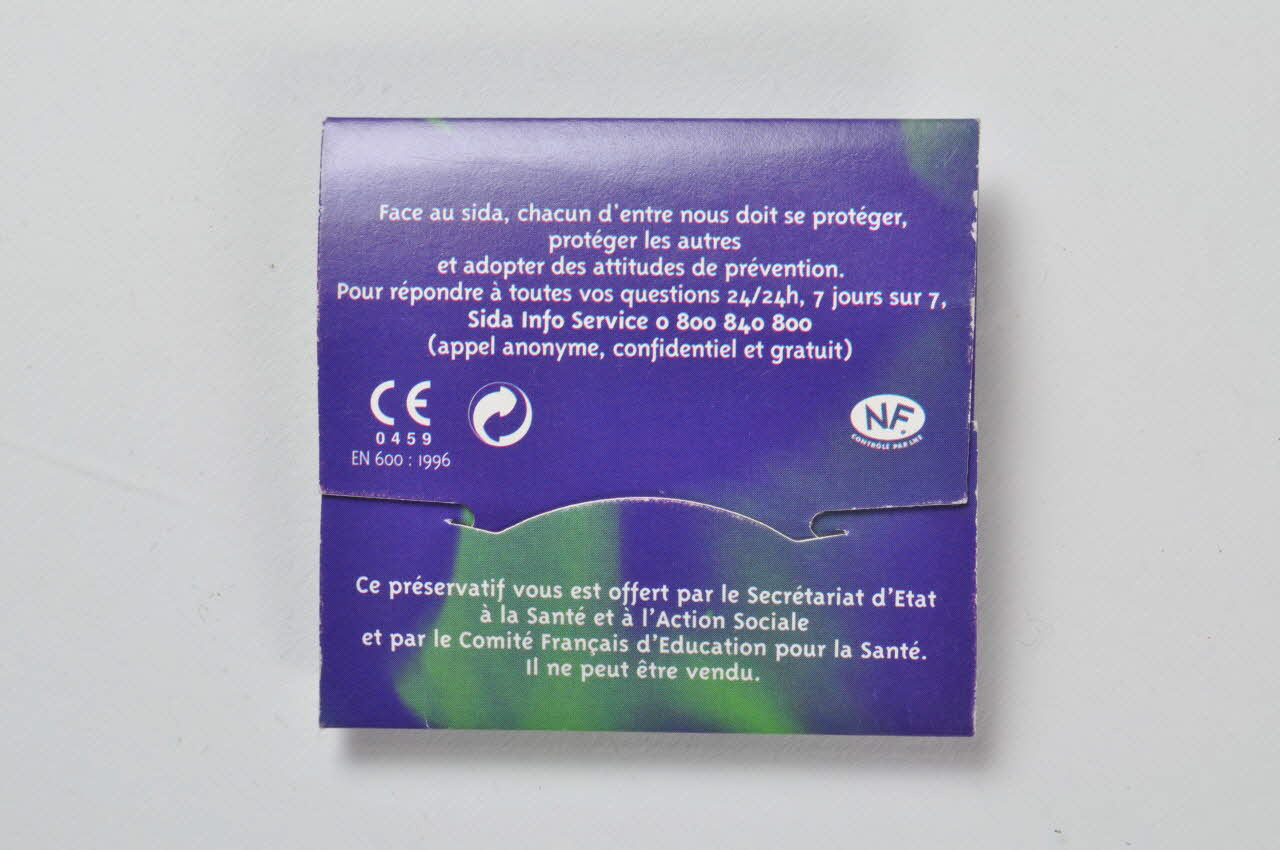 Face au sida, chacun d'entre nous doit se protéger,
protéger les autres
et adopter des attitudes de prévention.
Pour répondre à toutes vos questions 24/24h, 7 jours sur 7,
Sida Info Service 0 800 840 800
(appel anonyme, confidentiel et gratuit)
CE
0459
EN 600 : 1996
NF
CONTRÔLÉ PAR LNE
Ce préservatif vous est offert par le Secrétariat d'Etat
à la Santé et à l'Action Sociale
et par le Comité Français d'Education pour la Santé.
Il ne peut être vendu.